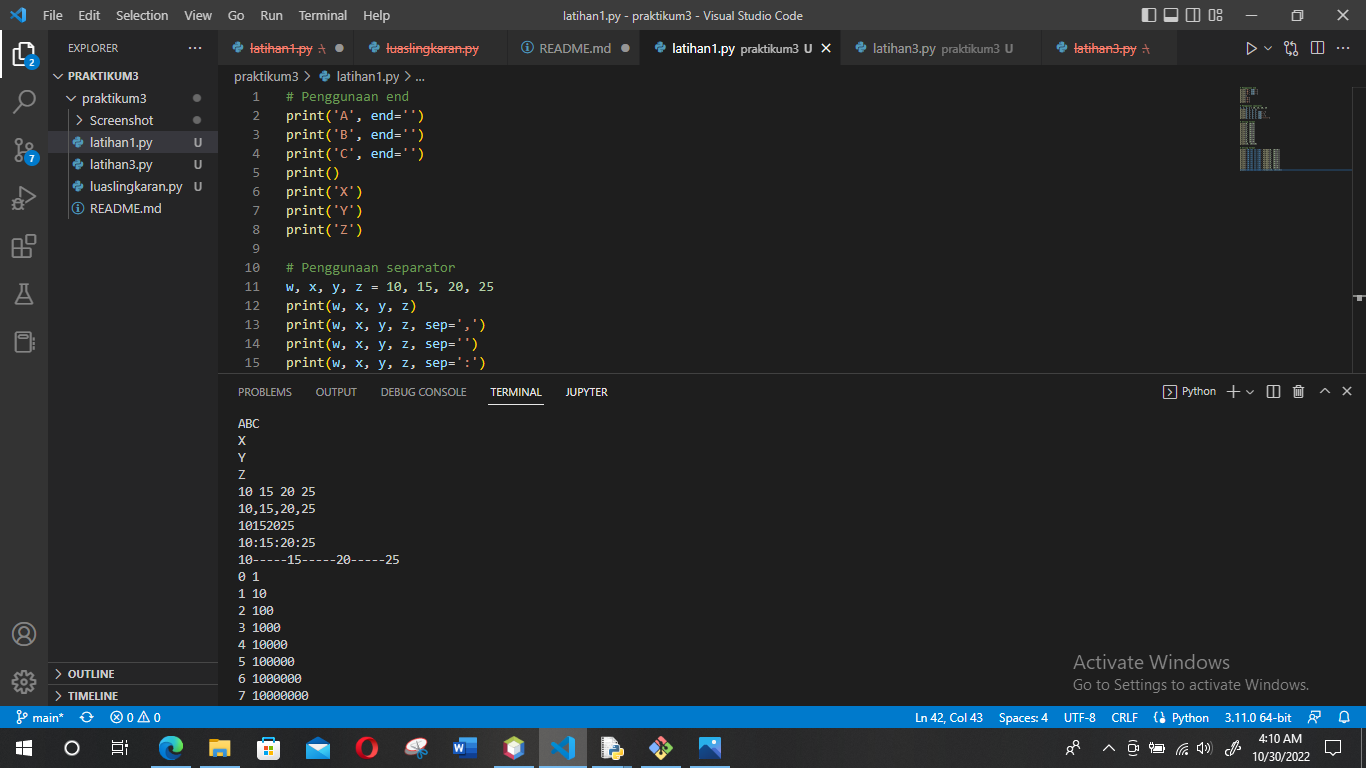 File Edit Selection View Go Run Terminal Help
latihan1.py - praktikum3 - Visual Studio Code
EXPLORER
PRAKTIKUM3
praktikum3
Screenshot
latihan1.py U
latihan3.py U
luaslingkaran.py U
README.md
OUTLINE
TIMELINE
2
7
latihan1.py
luaslingkaran.py
README.md
latihan1.py praktikum3 U
latihan3.py praktikum3 U
latihan3.py
praktikum3 > latihan1.py > ...
1 # Penggunaan end
2 print('A', end='')
3 print('B', end='')
4 print('C', end='')
5 print()
6 print('X')
7 print('Y')
8 print('Z')
9
10 # Penggunaan separator
11 w, x, y, z = 10, 15, 20, 25
12 print(w, x, y, z)
13 print(w, x, y, z, sep=',')
14 print(w, x, y, z, sep='')
15 print(w, x, y, z, sep=':')
PROBLEMS OUTPUT DEBUG CONSOLE TERMINAL JUPYTER
Python
ABC
X
Y
Z
10 15 20 25
10,15,20,25
10152025
10:15:20:25
10-----15-----20-----25
0 1
1 10
2 100
3 1000
4 10000
5 100000
6 1000000
7 10000000
Activate Windows
Go to Settings to activate Windows.
main* 0 0
Ln 42, Col 43 Spaces: 4 UTF-8 CRLF Python 3.11.0 64-bit
4:10 AM
10/30/2022